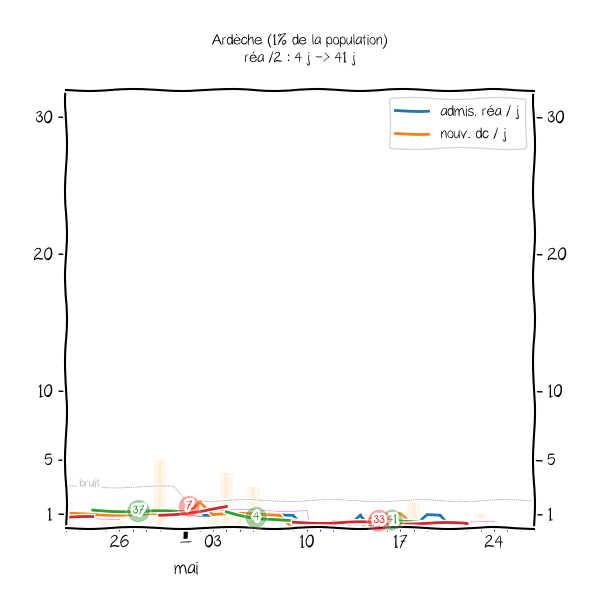 Ardèche (1% de la population)
réa /2 : 4 j -> 41 j
admis. réa / j
nouv. dc / j
30 30
20 20
10 10
5 5
bruit
37 7 4 33 41
1 1
26 1 03 10 17 24
mai